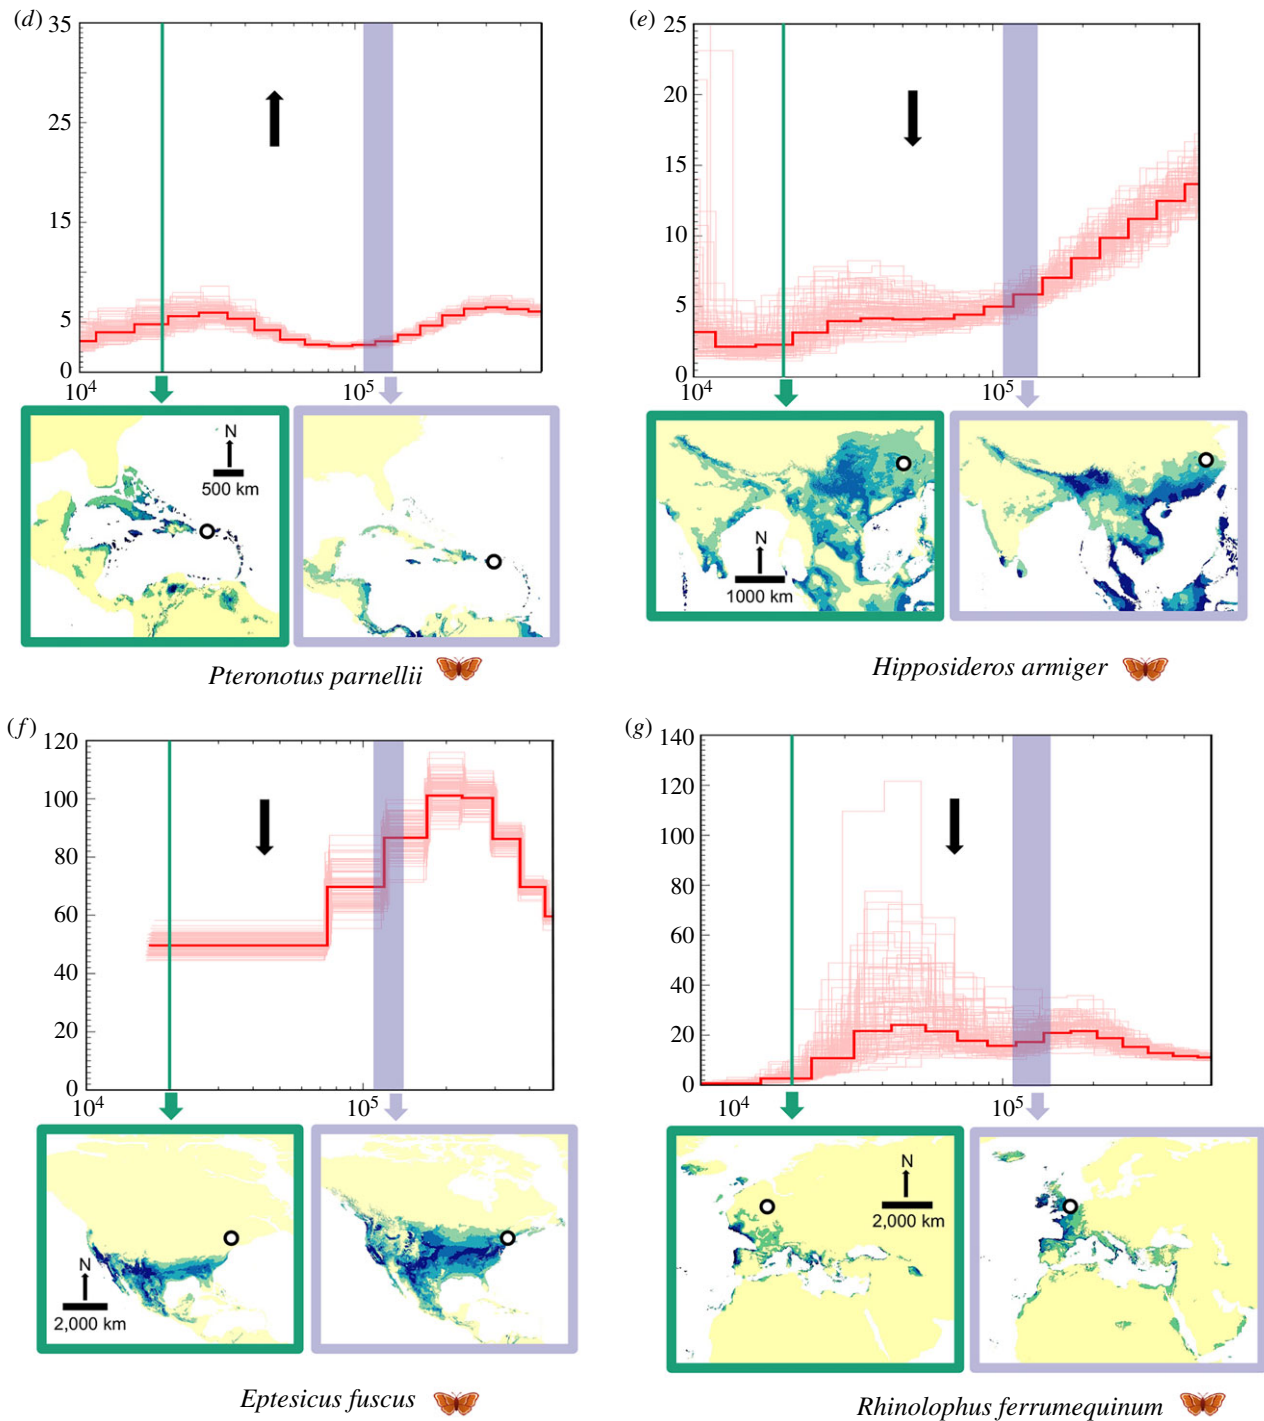 (d)
35
25
15
5
0
10⁴
10⁵
N
500 km
Pteronotus parnellii
(e)
25
20
15
10
5
0
10⁴
10⁵
N
1000 km
Hipposideros armiger
(f)
120
100
80
60
40
20
0
10⁴
10⁵
N
2,000 km
Eptesicus fuscus
(g)
140
120
100
80
60
40
20
0
10⁴
10⁵
N
2,000 km
Rhinolophus ferrumequinum